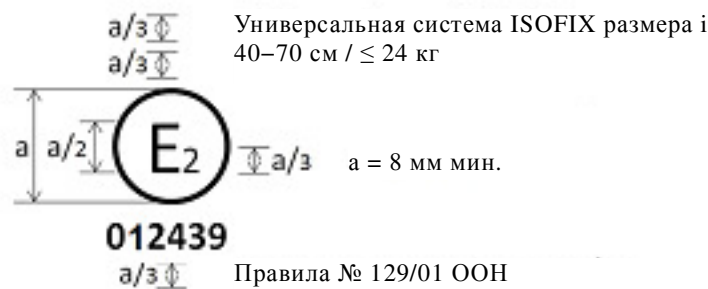 a/3 Универсальная система ISOFIX размера i
a/3 40–70 см / ≤ 24 кг
a a/2 E2 a/3 a = 8 мм мин.
012439
a/3 Правила № 129/01 ООН